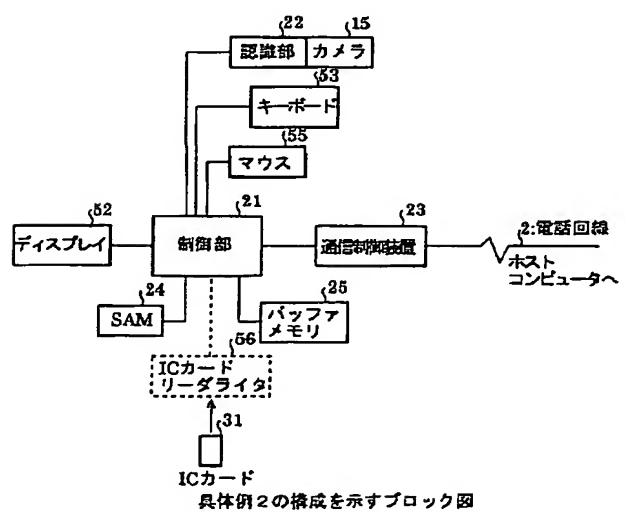 22 15
認識部 カメラ
53
キーボード
55
マウス
52
ディスプレイ
21
制御部
23
通信制御装置
2:電話回線
ホスト
コンピュータへ
24
SAM
25
バッファ
メモリ
56
ICカード
リーダライタ
31
ICカード
具体例2の構成を示すブロック図